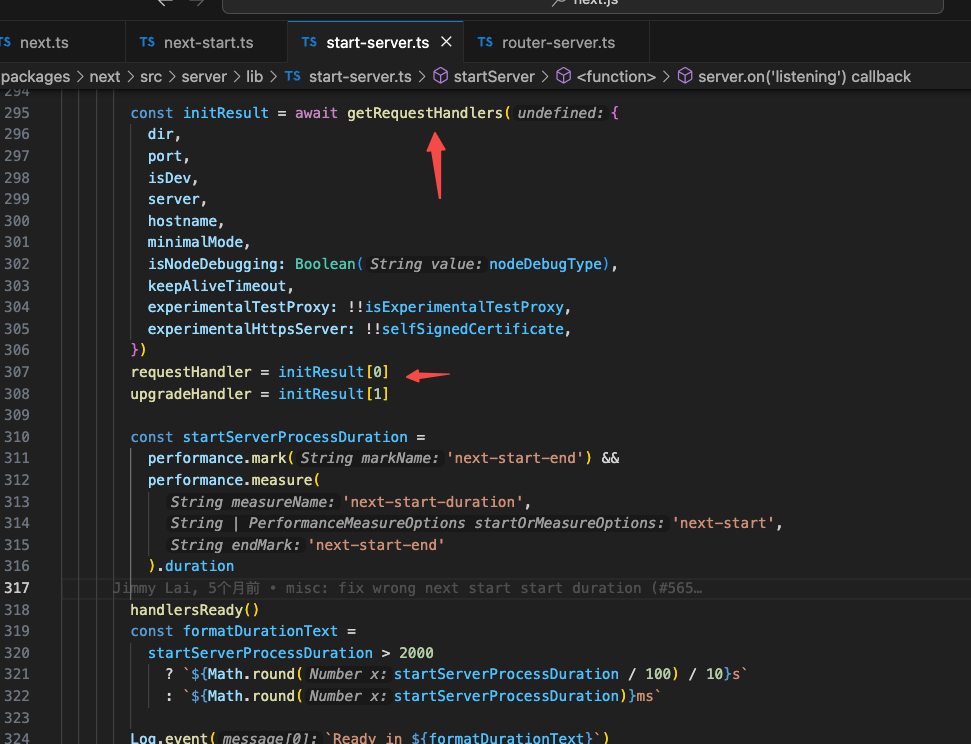 next.js
TS next.ts
TS next-start.ts
TS start-server.ts ×
TS router-server.ts
packages > next > src > server > lib > TS start-server.ts > startServer > <function> > server.on('listening') callback
294
295 const initResult = await getRequestHandlers( undefined: {
296 dir,
297 port,
298 isDev,
299 server,
300 hostname,
301 minimalMode,
302 isNodeDebugging: Boolean( String value: nodeDebugType),
303 keepAliveTimeout,
304 experimentalTestProxy: !!isExperimentalTestProxy,
305 experimentalHttpsServer: !!selfSignedCertificate,
306 })
307 requestHandler = initResult[0]
308 upgradeHandler = initResult[1]
309
310 const startServerProcessDuration =
311 performance.mark( String markName: 'next-start-end') &&
312 performance.measure(
313 String measureName: 'next-start-duration',
314 String | PerformanceMeasureOptions startOrMeasureOptions: 'next-start',
315 String endMark: 'next-start-end'
316 ).duration
317 Jimmy Lai, 5个月前 • misc: fix wrong next start start duration (#565…
318 handlersReady()
319 const formatDurationText =
320 startServerProcessDuration > 2000
321 ? `${Math.round( Number x: startServerProcessDuration / 100) / 10}s`
322 : `${Math.round( Number x: startServerProcessDuration)}ms`
323
324 Log.event( message[0]: `Ready in ${formatDurationText}`)